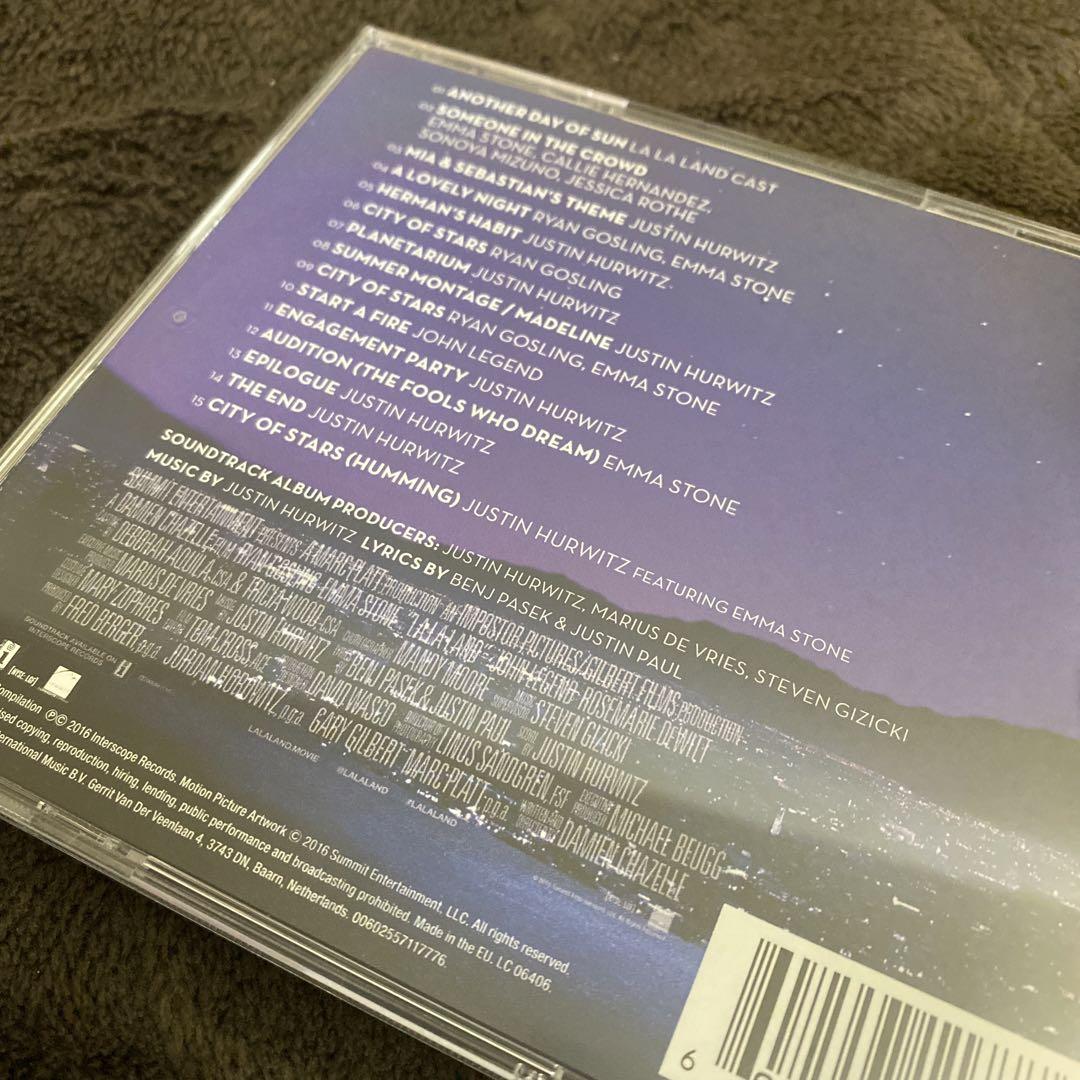 01 ANOTHER DAY OF SUN LA LA LAND CAST
02 SOMEONE IN THE CROWD
EMMA STONE, CALLIE HERNANDEZ,
SONOYA MIZUNO, JESSICA ROTHE
03 MIA & SEBASTIAN'S THEME JUSTIN HURWITZ
04 A LOVELY NIGHT RYAN GOSLING, EMMA STONE
05 HERMAN'S HABIT JUSTIN HURWITZ
06 CITY OF STARS RYAN GOSLING
07 PLANETARIUM JUSTIN HURWITZ
08 SUMMER MONTAGE / MADELINE JUSTIN HURWITZ
09 CITY OF STARS RYAN GOSLING, EMMA STONE
10 START A FIRE JOHN LEGEND
11 ENGAGEMENT PARTY JUSTIN HURWITZ
12 AUDITION (THE FOOLS WHO DREAM) EMMA STONE
13 EPILOGUE JUSTIN HURWITZ
14 THE END JUSTIN HURWITZ
15 CITY OF STARS (HUMMING) JUSTIN HURWITZ FEATURING EMMA STONE
SOUNDTRACK ALBUM PRODUCERS: JUSTIN HURWITZ, MARIUS DE VRIES, STEVEN GIZICKI
MUSIC BY JUSTIN HURWITZ LYRICS BY BENJ PASEK & JUSTIN PAUL
SUMMIT ENTERTAINMENT PRESENTS A MARC PLATT PRODUCTION AN IMPOSTOR PICTURES/GILBERT FILMS PRODUCTION
A DAMIEN CHAZELLE FILM RYAN GOSLING EMMA STONE "LA LA LAND" JOHN LEGEND ROSEMARIE DEWITT
DEBORAH AQUILA, CSA & TRICIA WOOD, CSA MANDY MOORE STEVEN GIZICKI
MARIUS DE VRIES JUSTIN HURWITZ BENJ PASEK & JUSTIN PAUL JUSTIN HURWITZ
MARY ZOPHRES TOM CROSS, ACE DAVID WASCO LINUS SANDGREN, FSF MICHAEL BEUGG
FRED BERGER, p.g.a. JORDAN HOROWITZ, p.g.a. GARY GILBERT MARC PLATT, p.g.a. DAMIEN CHAZELLE
SOUNDTRACK AVAILABLE ON
INTERSCOPE RECORDS
LALALAND.MOVIE @LALALAND #LALALAND
Compilation ℗© 2016 Interscope Records. Motion Picture Artwork © 2016 Summit Entertainment, LLC. All rights reserved.
copying, reproduction, hiring, lending, public performance and broadcasting prohibited. Made in the EU. LC 06406.
Music B.V. Gerrit Van Der Veenlaan 4, 3743 DN, Baarn, Netherlands. 00602557117776.
6